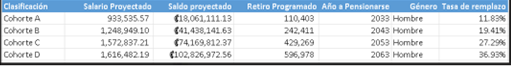 Clasificación Salario Proyectado Saldo proyectado Retiro Programado Año a Pensionarse Género Tasa de remplazo
Cohorte A 933,535.57 ₡18,061,111.13 110,403 2033 Hombre 11.83%
Cohorte B 1,248,949.10 ₡41,438,141.63 242,411 2043 Hombre 19.41%
Cohorte C 1,572,837.21 ₡74,169,812.37 429,269 2053 Hombre 27.29%
Cohorte D 1,616,482.19 ₡102,826,972.56 596,978 2063 Hombre 36.93%